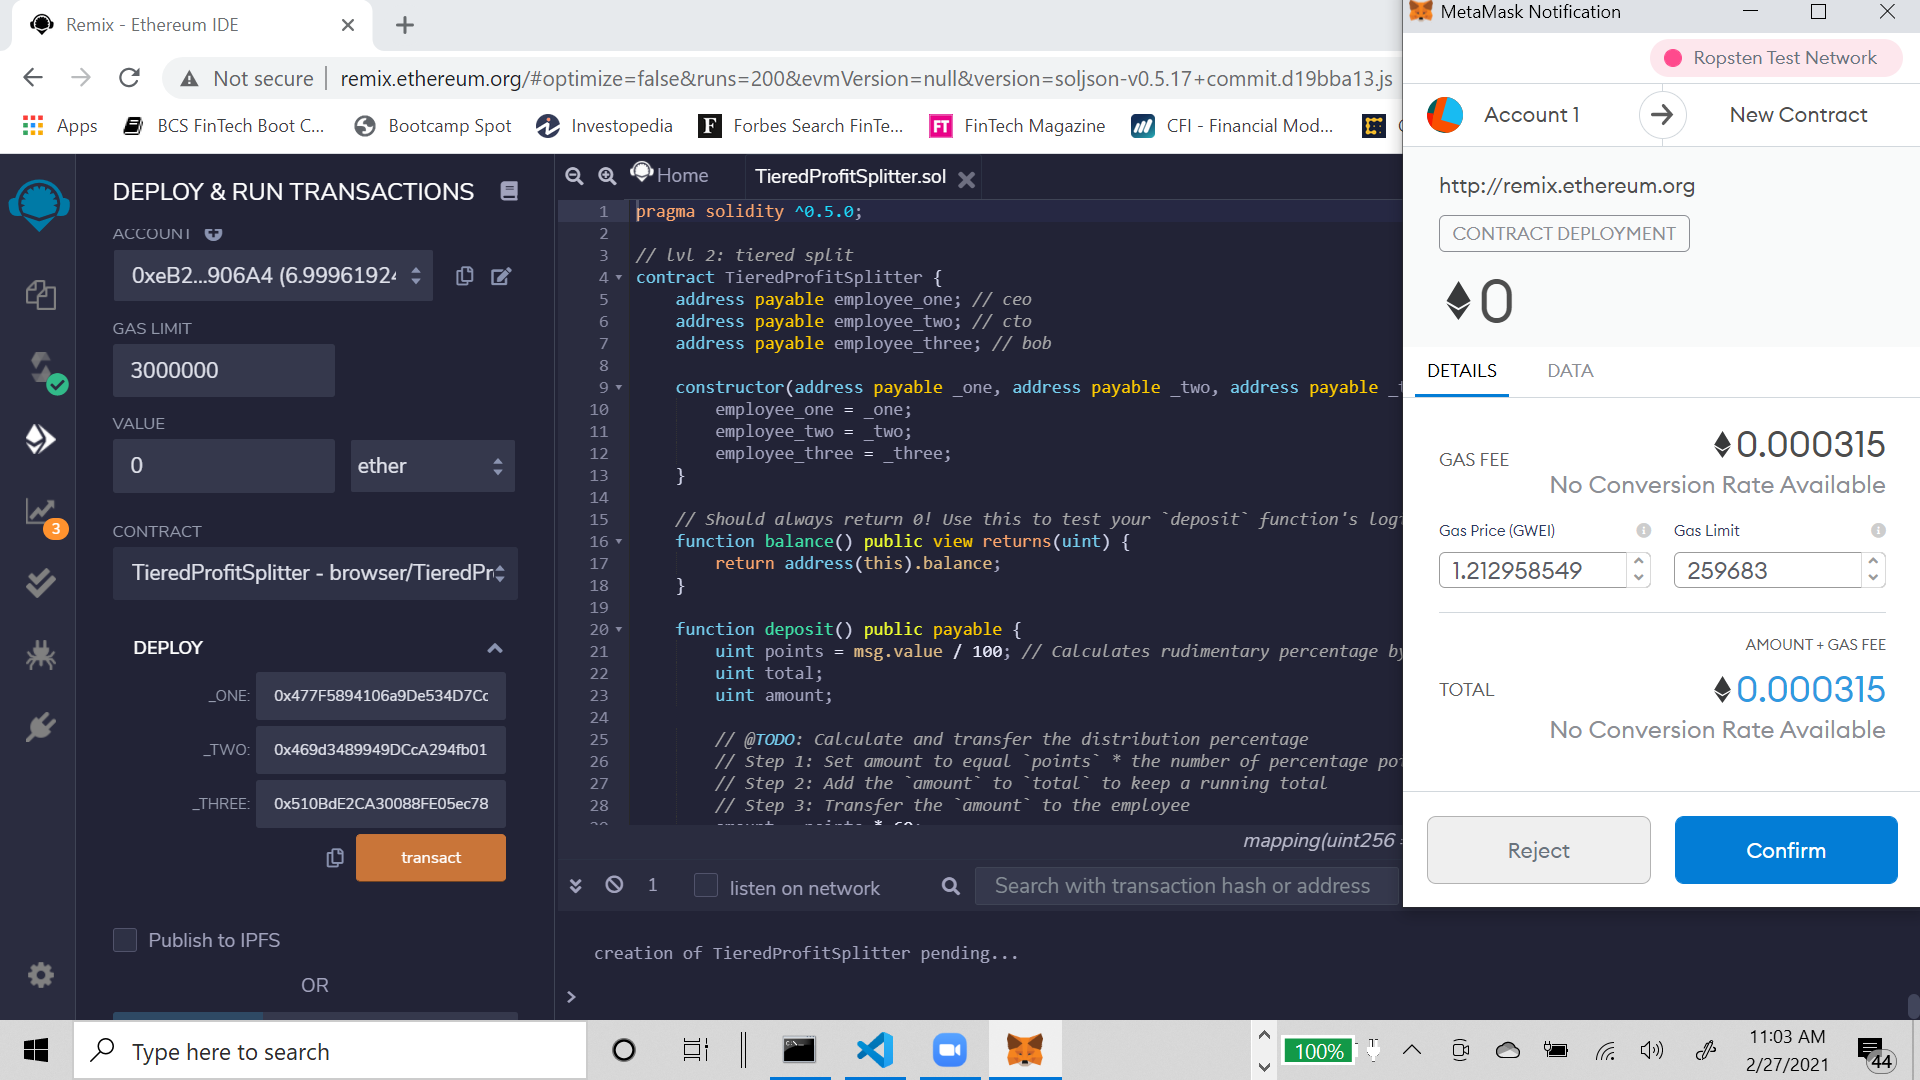 Remix - Ethereum IDE
Not secure
remix.ethereum.org/#optimize=false&runs=200&evmVersion=null&version=soljson-v0.5.17+commit.d19bba13.js
Apps
BCS FinTech Boot C...
Bootcamp Spot
Investopedia
F
Forbes Search FinTe...
FT
FinTech Magazine
CFI - Financial Mod...
DEPLOY & RUN TRANSACTIONS
ACCOUNT
0xeB2...906A4 (6.99961924
GAS LIMIT
3000000
VALUE
0
ether
3
CONTRACT
TieredProfitSplitter - browser/TieredPr
DEPLOY
_ONE:
0x477F5894106a9De534D7Cc
_TWO:
0x469d3489949DCcA294fb01
_THREE:
0x510BdE2CA30088FE05ec78
transact
Publish to IPFS
OR
Home
TieredProfitSplitter.sol
1 pragma solidity ^0.5.0;
2
3 // lvl 2: tiered split
4 contract TieredProfitSplitter {
5 address payable employee_one; // ceo
6 address payable employee_two; // cto
7 address payable employee_three; // bob
8
9 constructor(address payable _one, address payable _two, address payable _t
10 employee_one = _one;
11 employee_two = _two;
12 employee_three = _three;
13 }
14
15 // Should always return 0! Use this to test your `deposit` function's logi
16 function balance() public view returns(uint) {
17 return address(this).balance;
18 }
19
20 function deposit() public payable {
21 uint points = msg.value / 100; // Calculates rudimentary percentage by
22 uint total;
23 uint amount;
24
25 // @TODO: Calculate and transfer the distribution percentage
26 // Step 1: Set amount to equal `points` * the number of percentage poi
27 // Step 2: Add the `amount` to `total` to keep a running total
28 // Step 3: Transfer the `amount` to the employee
mapping(uint256
1
listen on network
Search with transaction hash or address
creation of TieredProfitSplitter pending...
>
MetaMask Notification
Ropsten Test Network
Account 1
New Contract
http://remix.ethereum.org
CONTRACT DEPLOYMENT
0
DETAILS
DATA
GAS FEE
0.000315
No Conversion Rate Available
Gas Price (GWEI)
Gas Limit
1.212958549
259683
AMOUNT + GAS FEE
TOTAL
0.000315
No Conversion Rate Available
Reject
Confirm
Type here to search
100%
11:03 AM
2/27/2021
44